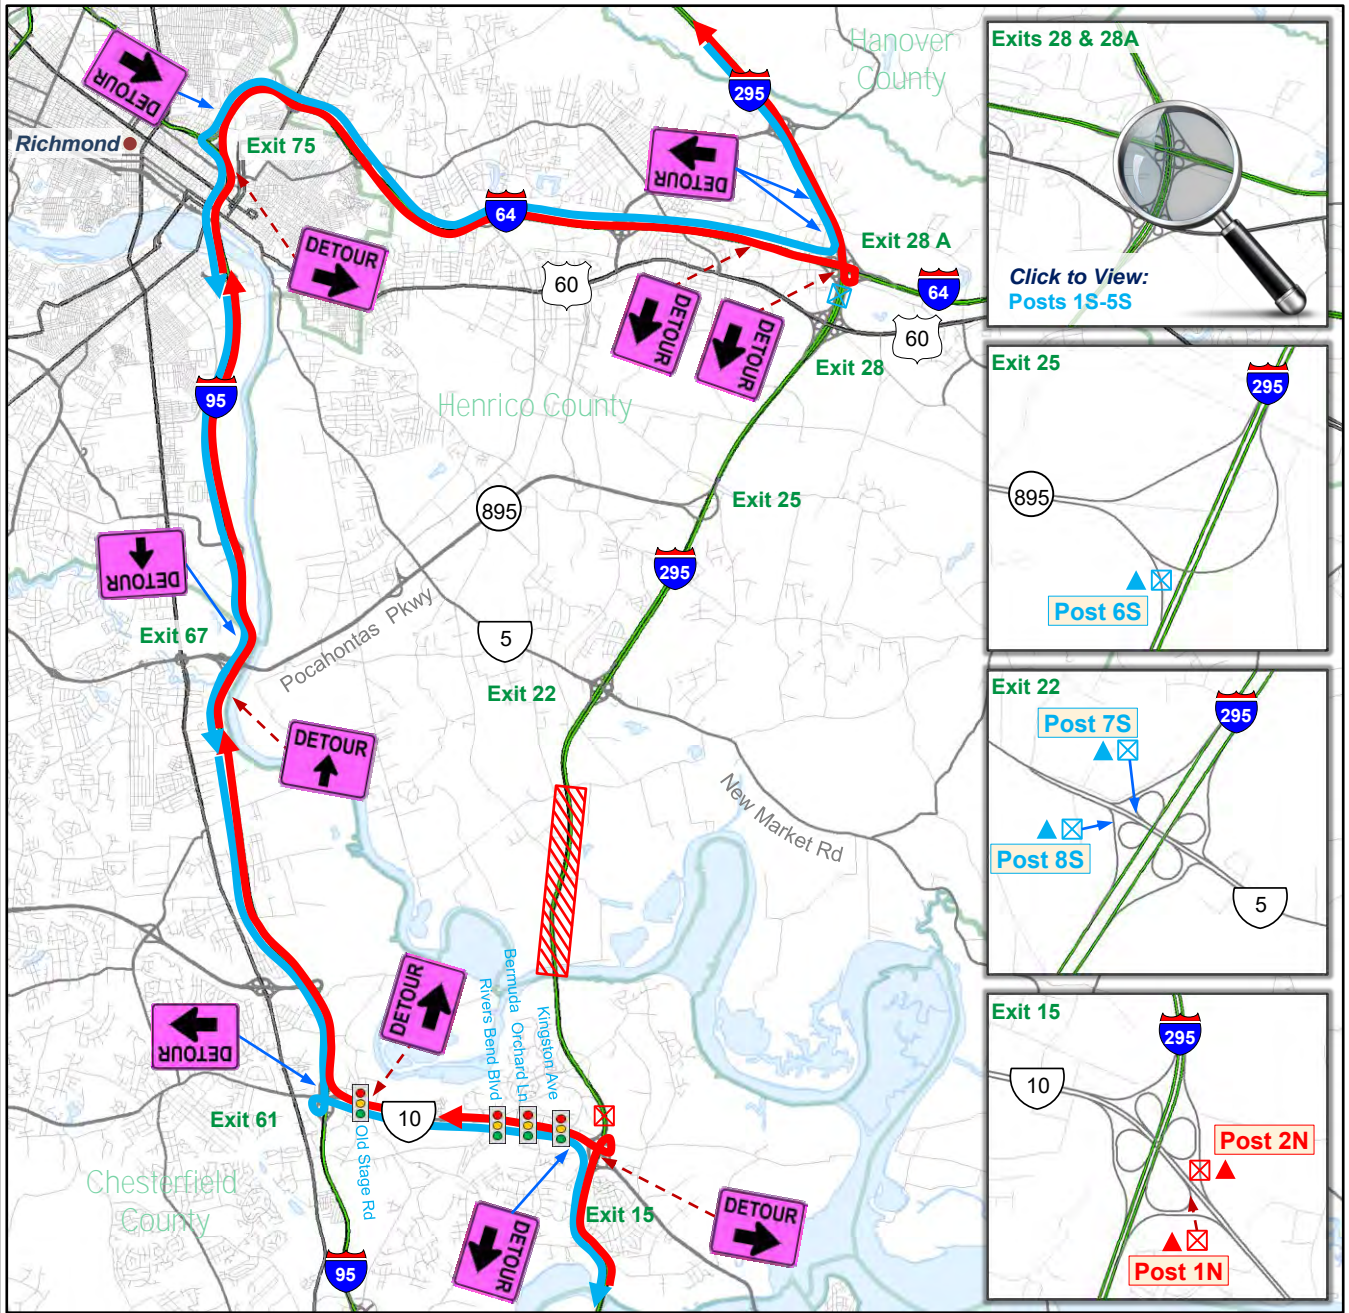 Hanover
County
Exits 28 & 28A
295
DETOUR
Richmond
Exit 75
DETOUR
64
DETOUR
Exit 28 A
60
64
60
Click to View:
Posts 1S-5S
DETOUR
DETOUR
Exit 28
Exit 25
295
95
Henrico County
895
Exit 25
895
295
DETOUR
Post 6S
Exit 67
Pocahontas Pkwy
5
Exit 22
Exit 22
295
Post 7S
DETOUR
New Market Rd
Post 8S
5
DETOUR
Rivers Bend Blvd
Bermuda Orchard Ln
Kingston Ave
Exit 15
295
10
DETOUR
Exit 61
10
Old Stage Rd
Post 2N
Chesterfield
County
Exit 15
DETOUR
DETOUR
Post 1N
95